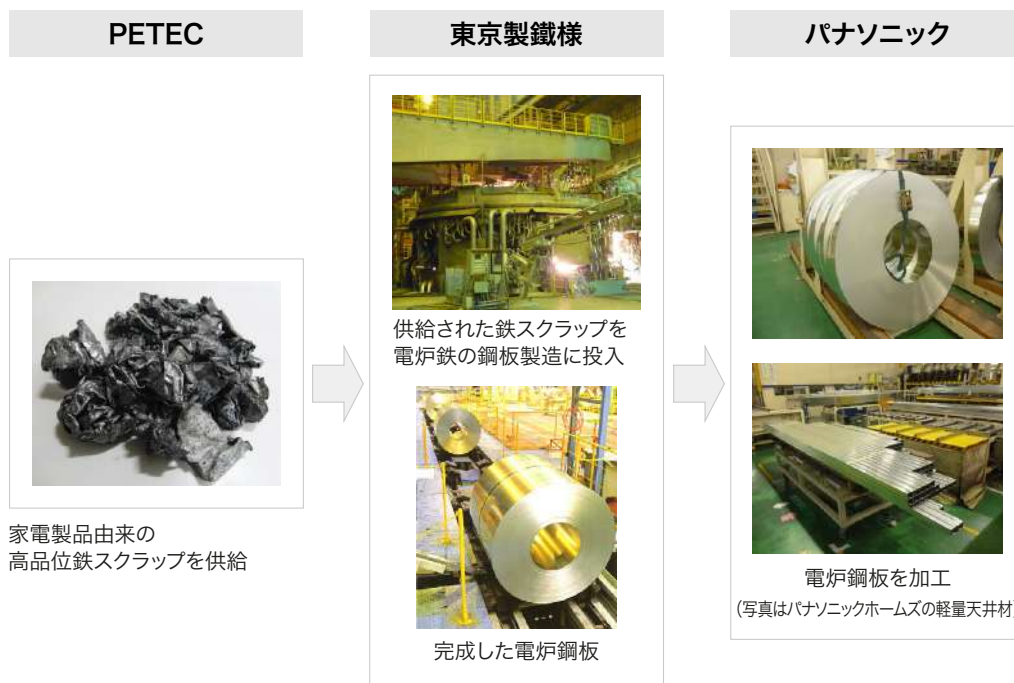 PETEC
家電製品由来の
高品位鉄スクラップを供給
東京製鐵様
供給された鉄スクラップを
電炉鉄の鋼板製造に投入
完成した電炉鋼板
パナソニック
電炉鋼板を加工
(写真はパナソニックホームズの軽量天井材)